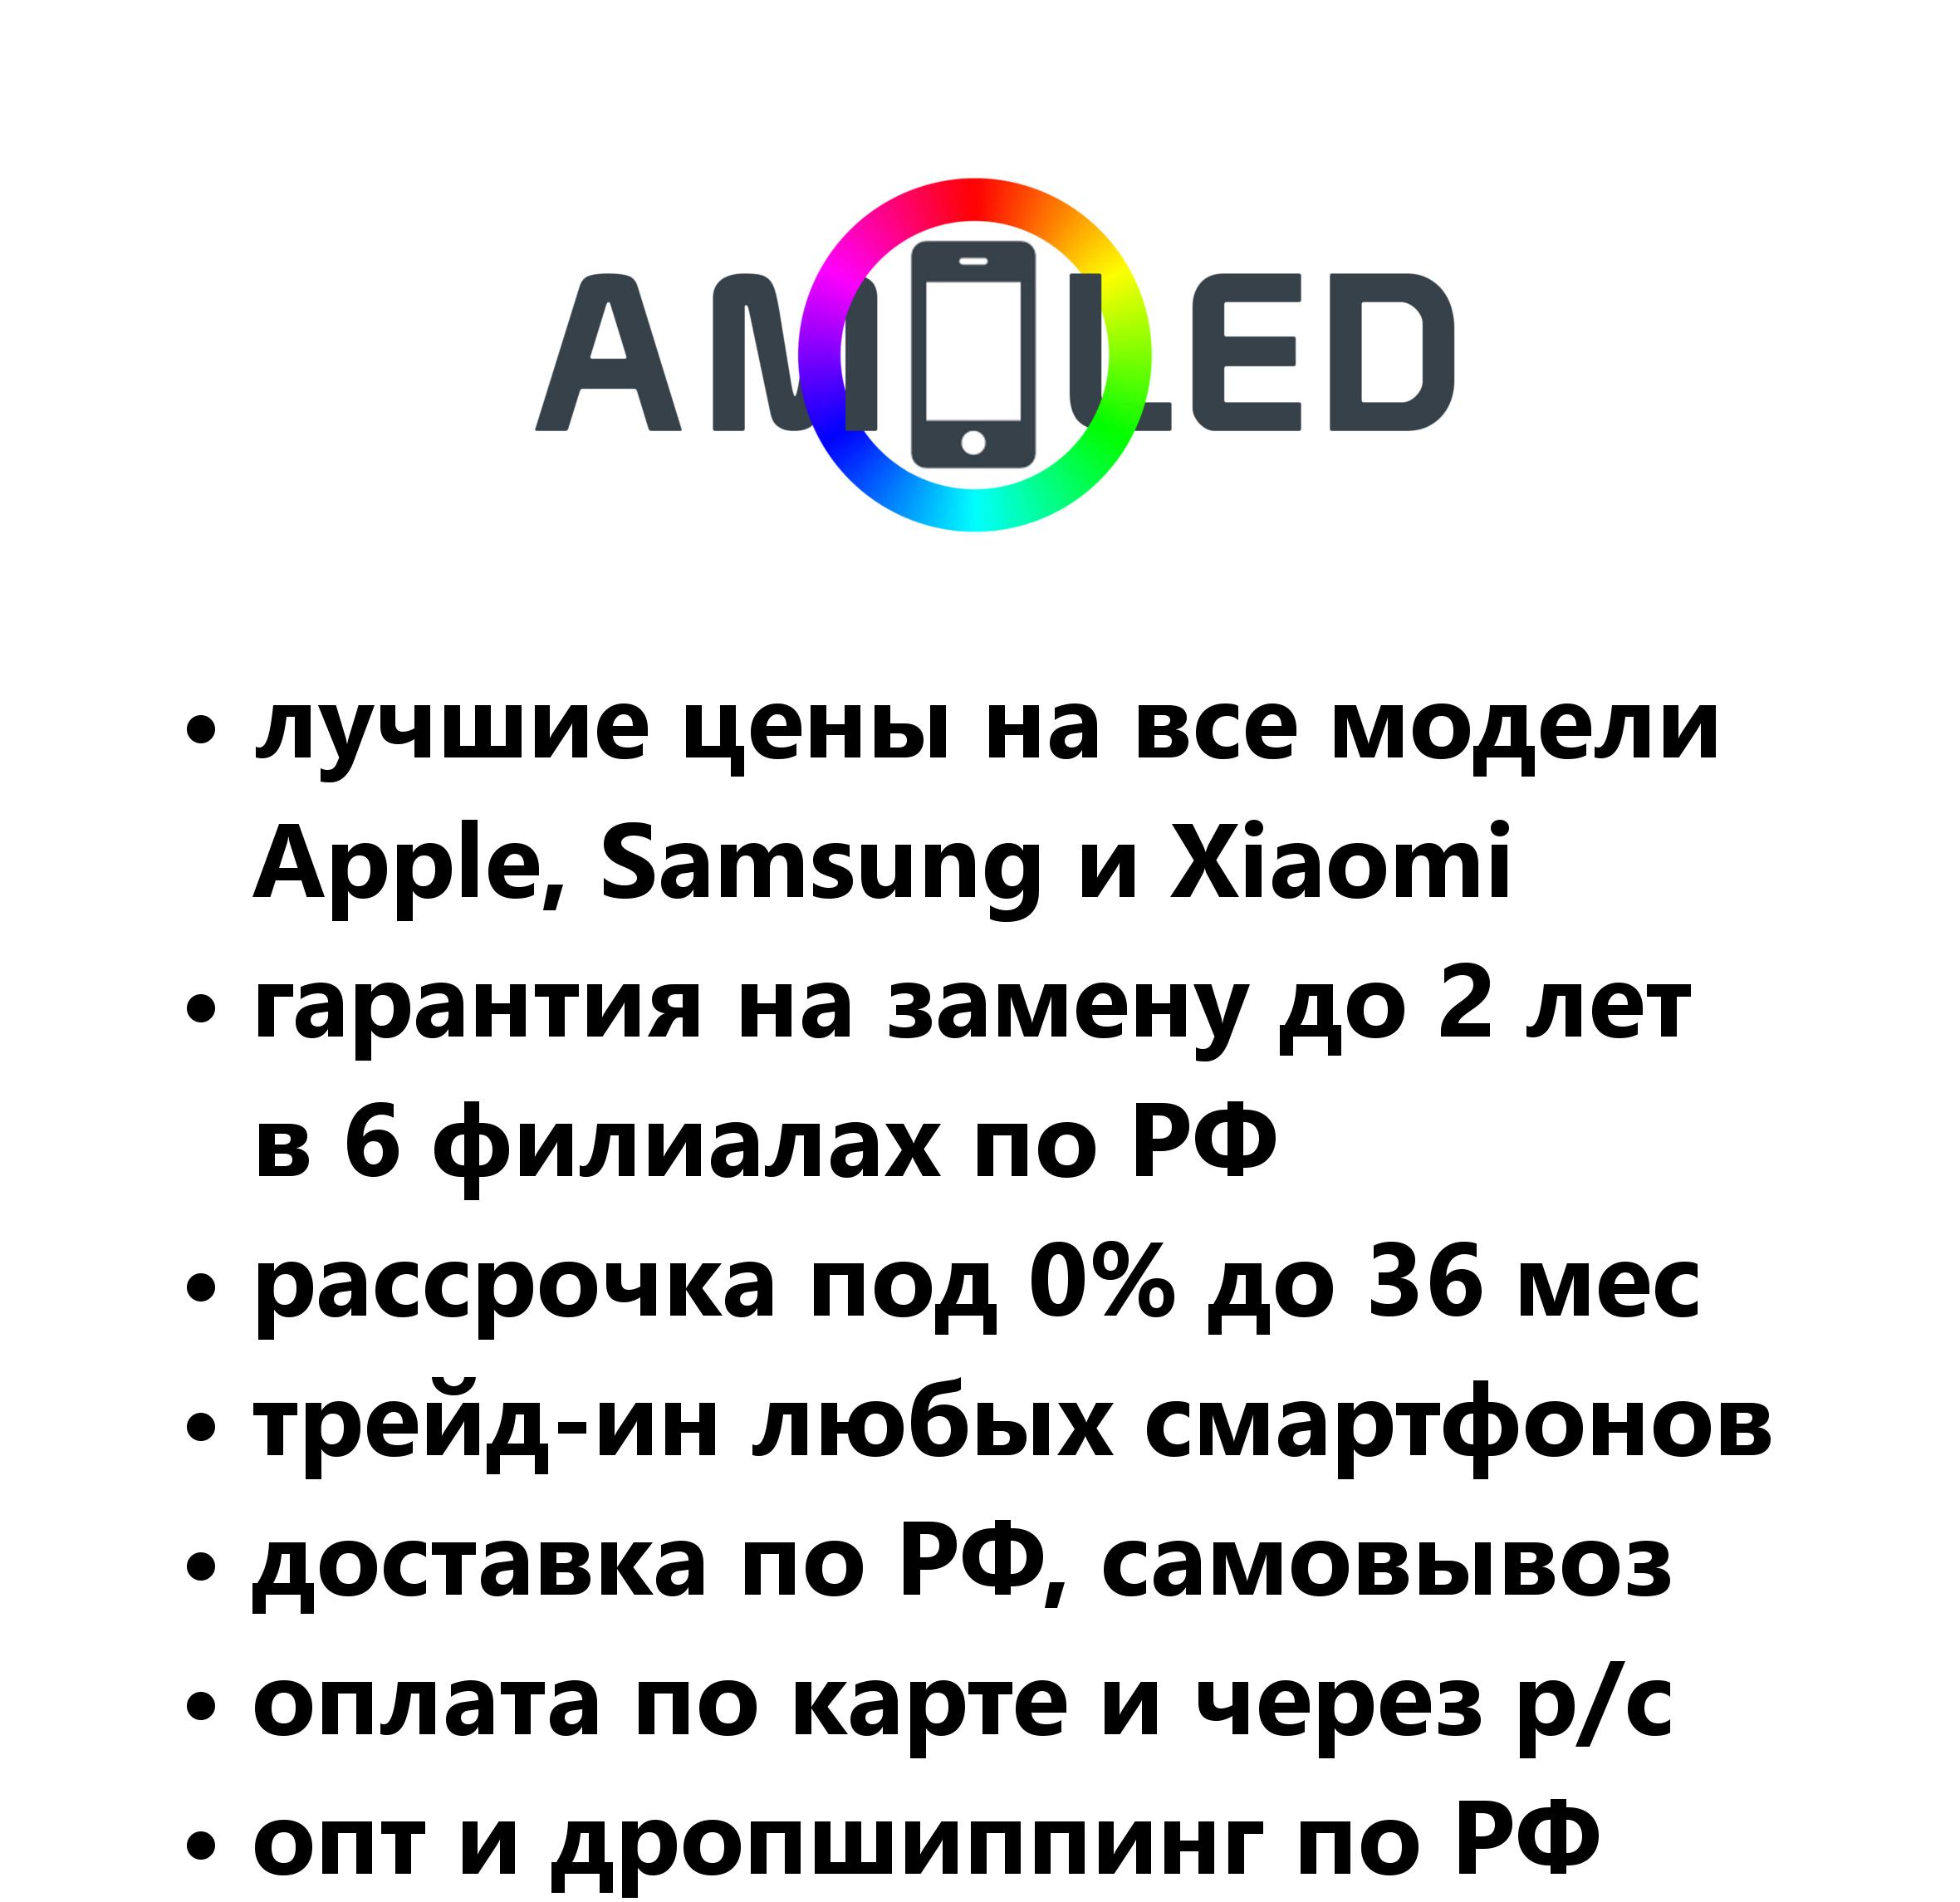 AMOLED
• лучшие цены на все модели
Apple, Samsung и Xiaomi
• гарантия на замену до 2 лет
в 6 филиалах по РФ
• рассрочка под 0% до 36 мес
• трейд-ин любых смартфонов
• доставка по РФ, самовывоз
• оплата по карте и через р/с
• опт и дропшиппинг по РФ